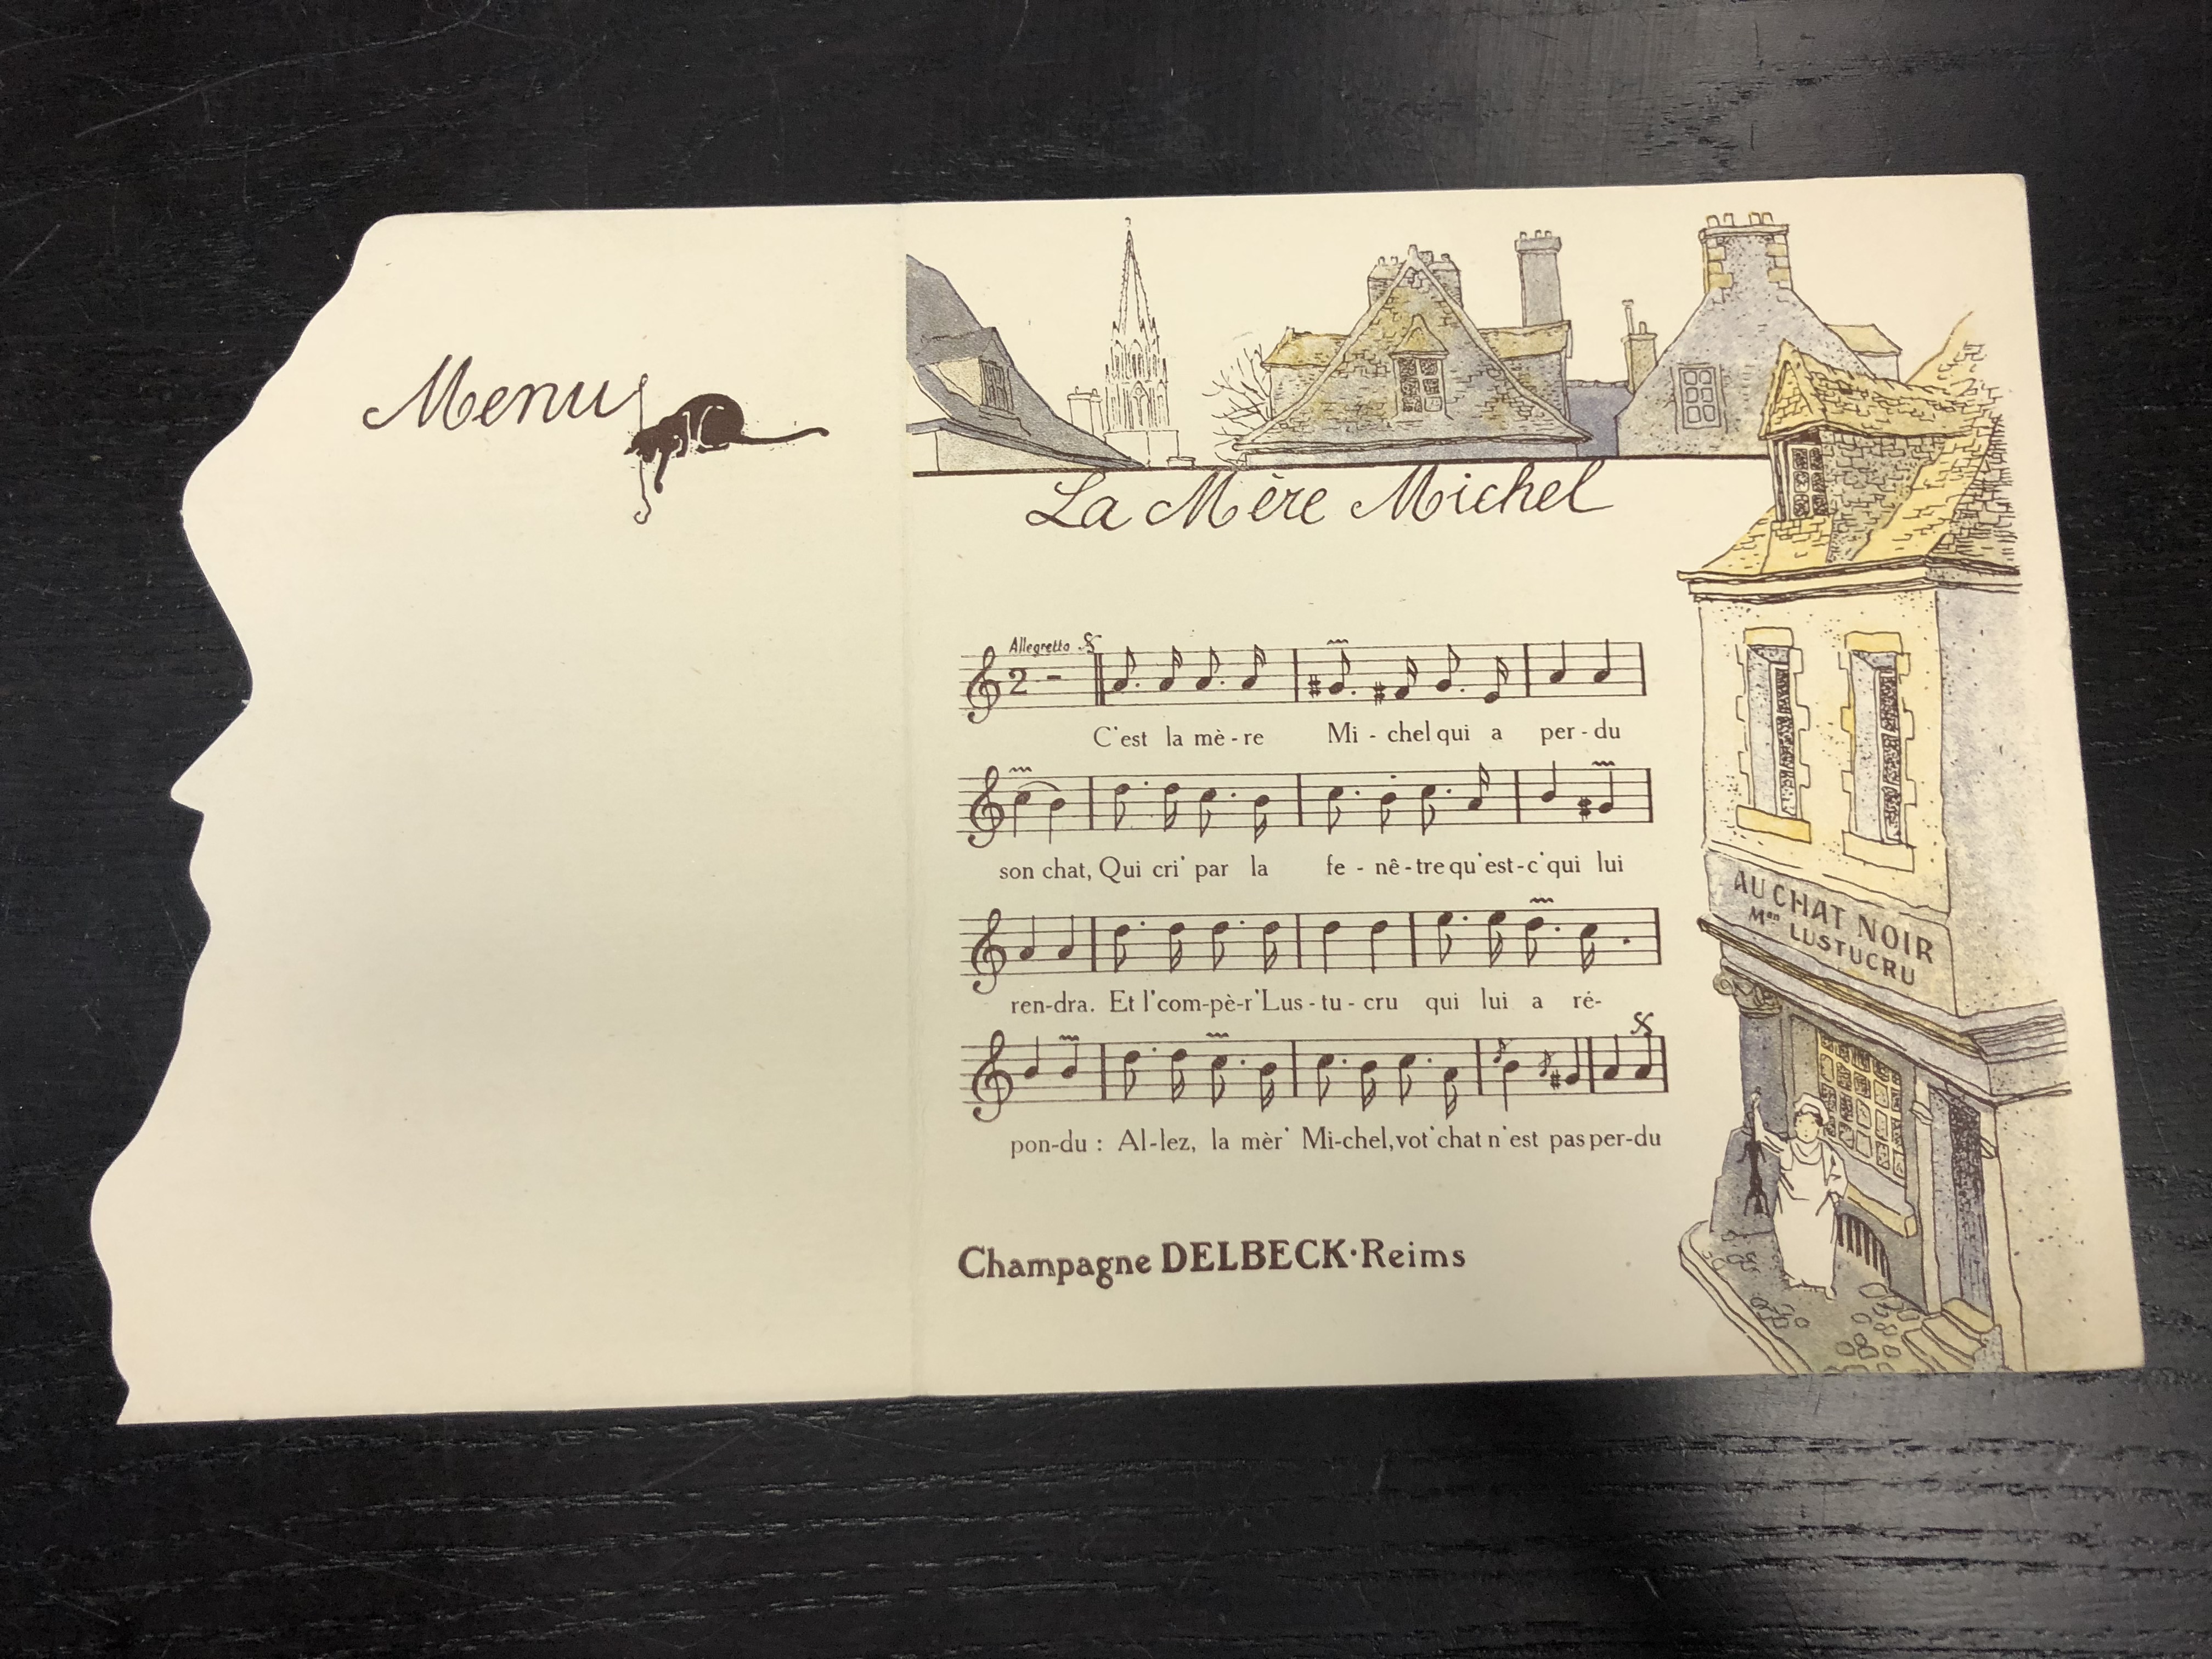 Menu
La Mère Michel
Allegretto
2
C'est la mè-re Mi-chel qui a per-du
son chat, Qui cri' par la fe-nê-tre qu'est-c'qui lui
ren-dra. Et l'com-pè-r'Lus-tu-cru qui lui a ré-
pon-du : Al-lez, la mèr' Mi-chel, vot'chat n'est pas per-du
Champagne DELBECK·Reims
AU CHAT NOIR
Mon LUSTUCRU